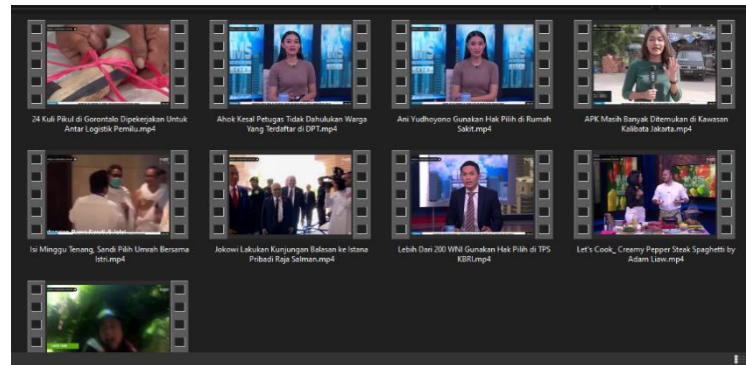 24 Kuli Pikul di Gorontalo Dipekerjakan Untuk
Antar Logistik Pemilu.mp4
Ahok Kesal Petugas Tidak Dahulukan Warga
Yang Terdaftar di DPT.mp4
Ani Yudhoyono Gunakan Hak Pilih di Rumah
Sakit.mp4
APK Masih Banyak Ditemukan di Kawasan
Kalibata Jakarta.mp4
Isi Minggu Tenang, Sandi Pilih Umrah Bersama
Istri.mp4
Jokowi Lakukan Kunjungan Balasan ke Istana
Pribadi Raja Salman.mp4
Lebih Dari 200 WNI Gunakan Hak Pilih di TPS
KBRI.mp4
Let's Cook_ Creamy Pepper Steak Spaghetti by
Adam Liaw.mp4